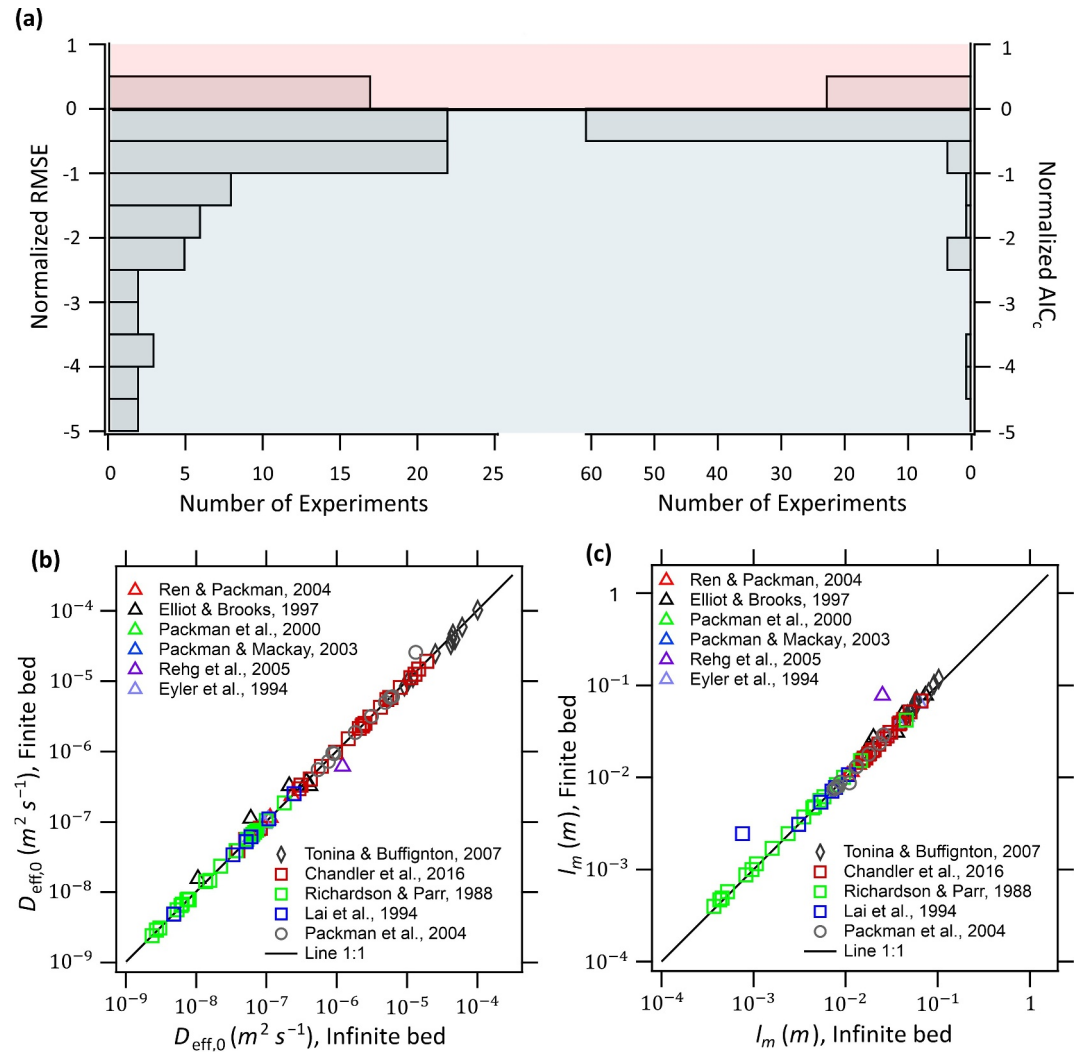 (a)
1
0
-1
-2
-3
-4
-5
Normalized RMSE
1
0
-1
-2
-3
-4
-5
Normalized AICc
0 5 10 15 20 25
60 50 40 30 20 10 0
Number of Experiments
Number of Experiments
(b)
Ren & Packman, 2004
Elliot & Brooks, 1997
Packman et al., 2000
Packman & Mackay, 2003
Rehg et al., 2005
Eyler et al., 1994
Tonina & Buffignton, 2007
Chandler et al., 2016
Richardson & Parr, 1988
Lai et al., 1994
Packman et al., 2004
Line 1:1
10⁻⁴
10⁻⁵
10⁻⁶
10⁻⁷
10⁻⁸
10⁻⁹
D_eff,0 (m² s⁻¹), Finite bed
10⁻⁹ 10⁻⁸ 10⁻⁷ 10⁻⁶ 10⁻⁵ 10⁻⁴
D_eff,0 (m² s⁻¹), Infinite bed
(c)
Ren & Packman, 2004
Elliot & Brooks, 1997
Packman et al., 2000
Packman & Mackay, 2003
Rehg et al., 2005
Eyler et al., 1994
Tonina & Buffignton, 2007
Chandler et al., 2016
Richardson & Parr, 1988
Lai et al., 1994
Packman et al., 2004
Line 1:1
1
10⁻¹
10⁻²
10⁻³
10⁻⁴
l_m (m), Finite bed
10⁻⁴ 10⁻³ 10⁻² 10⁻¹ 1
l_m (m), Infinite bed